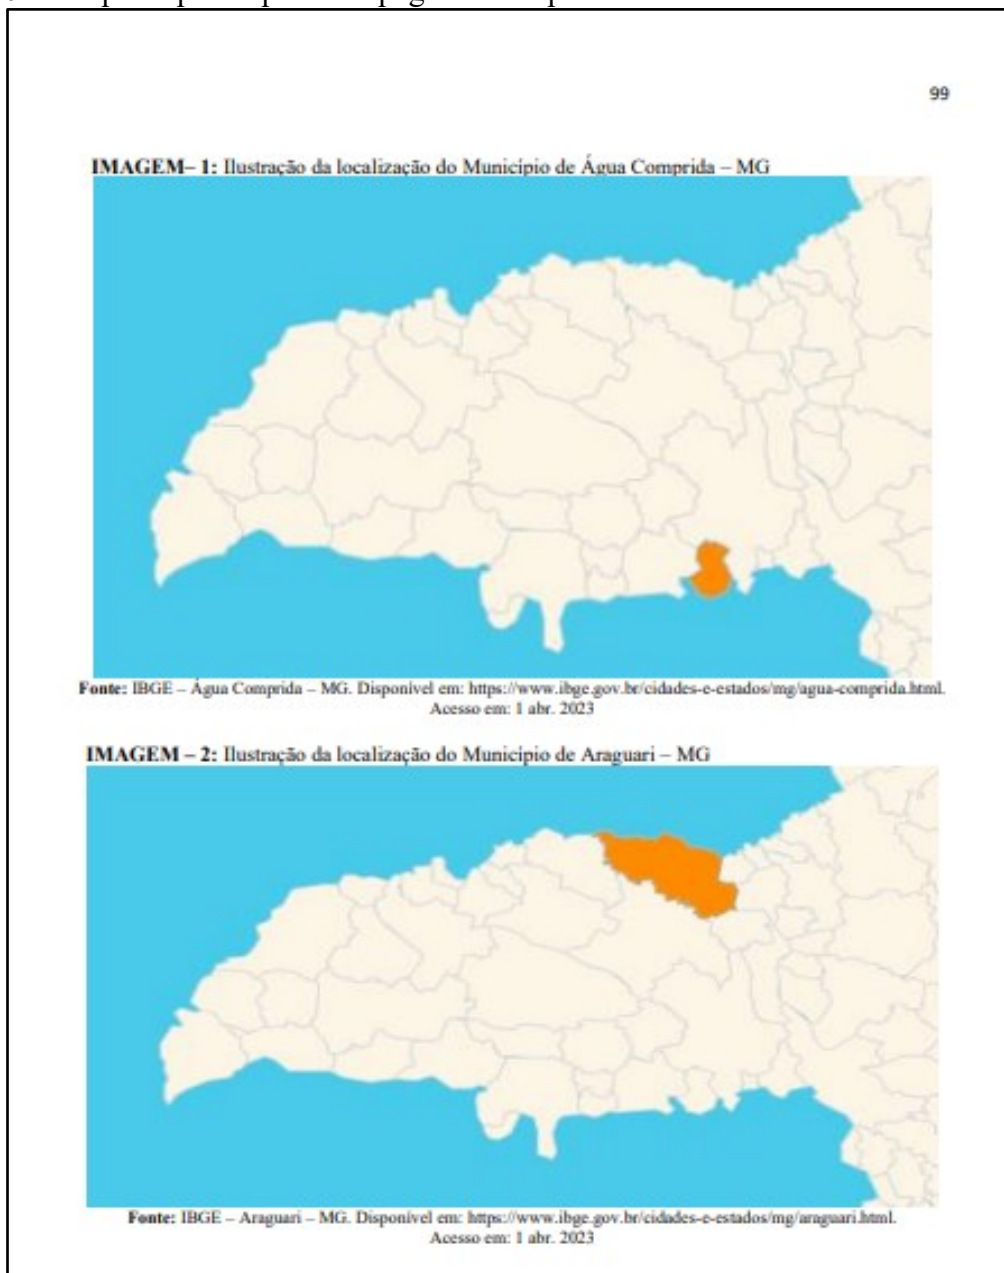 99
IMAGEM– 1: Ilustração da localização do Município de Água Comprida – MG
Fonte: IBGE – Água Comprida – MG. Disponível em: https://www.ibge.gov.br/cidades-e-estados/mg/agua-comprida.html.
Acesso em: 1 abr. 2023
IMAGEM – 2: Ilustração da localização do Município de Araguari – MG
Fonte: IBGE – Araguari – MG. Disponível em: https://www.ibge.gov.br/cidades-e-estados/mg/araguari.html.
Acesso em: 1 abr. 2023